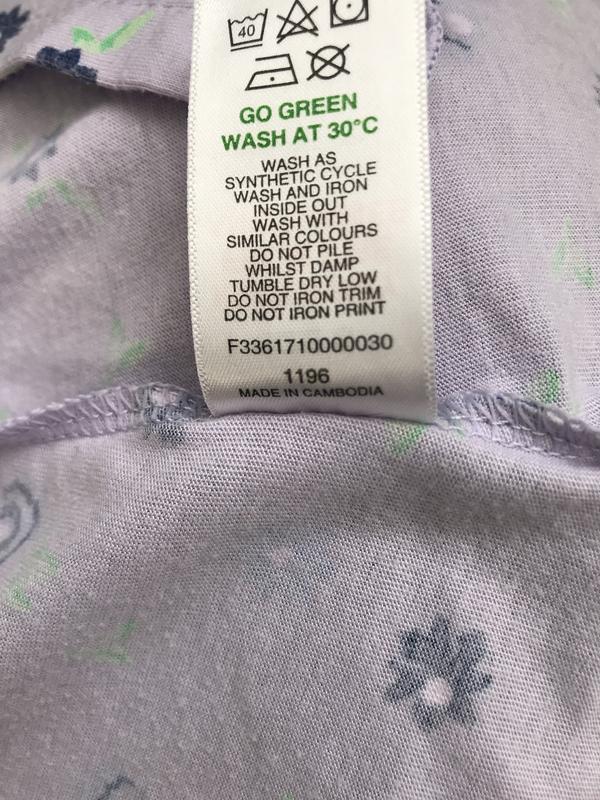 40
GO GREEN
WASH AT 30°C
WASH AS
SYNTHETIC CYCLE
WASH AND IRON
INSIDE OUT
WASH WITH
SIMILAR COLOURS
DO NOT PILE
WHILST DAMP
TUMBLE DRY LOW
DO NOT IRON TRIM
DO NOT IRON PRINT
F3361710000030
1196
MADE IN CAMBODIA